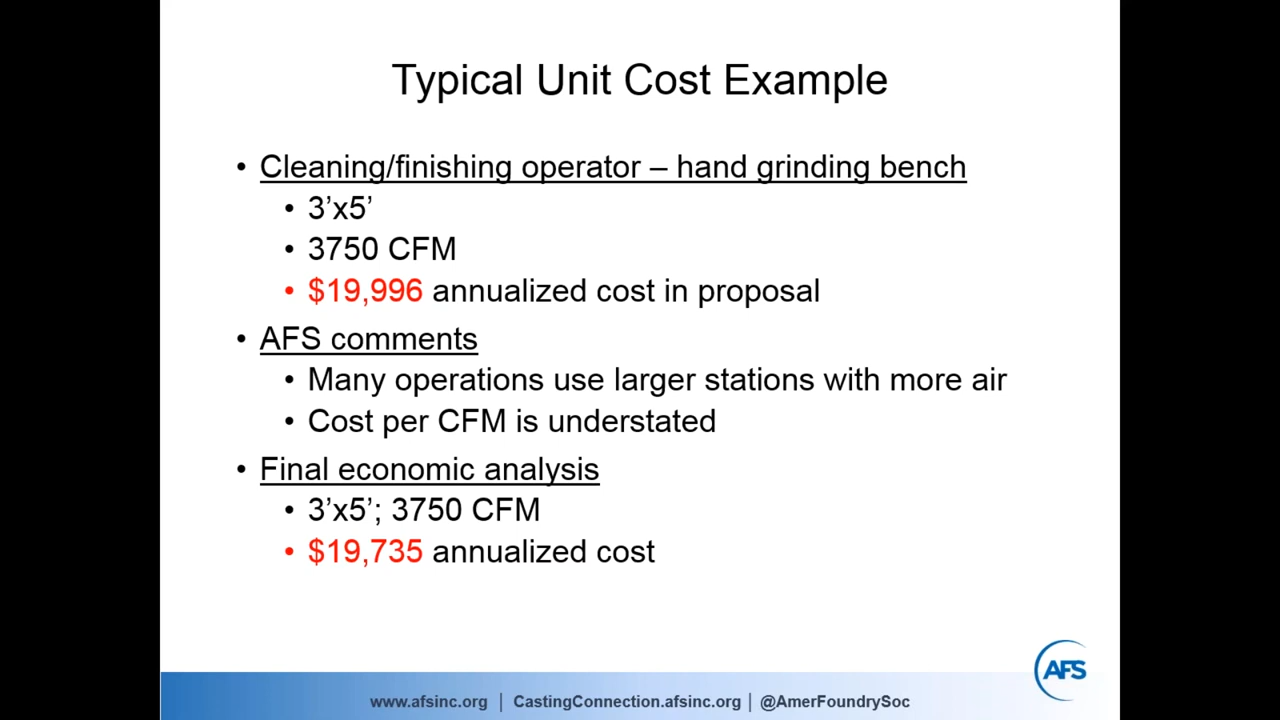 Typical Unit Cost Example
• Cleaning/finishing operator – hand grinding bench
• 3’x5’
• 3750 CFM
• $19,996 annualized cost in proposal
• AFS comments
• Many operations use larger stations with more air
• Cost per CFM is understated
• Final economic analysis
• 3’x5’; 3750 CFM
• $19,735 annualized cost
AFS
www.afsinc.org | CastingConnection.afsinc.org | @AmerFoundrySoc